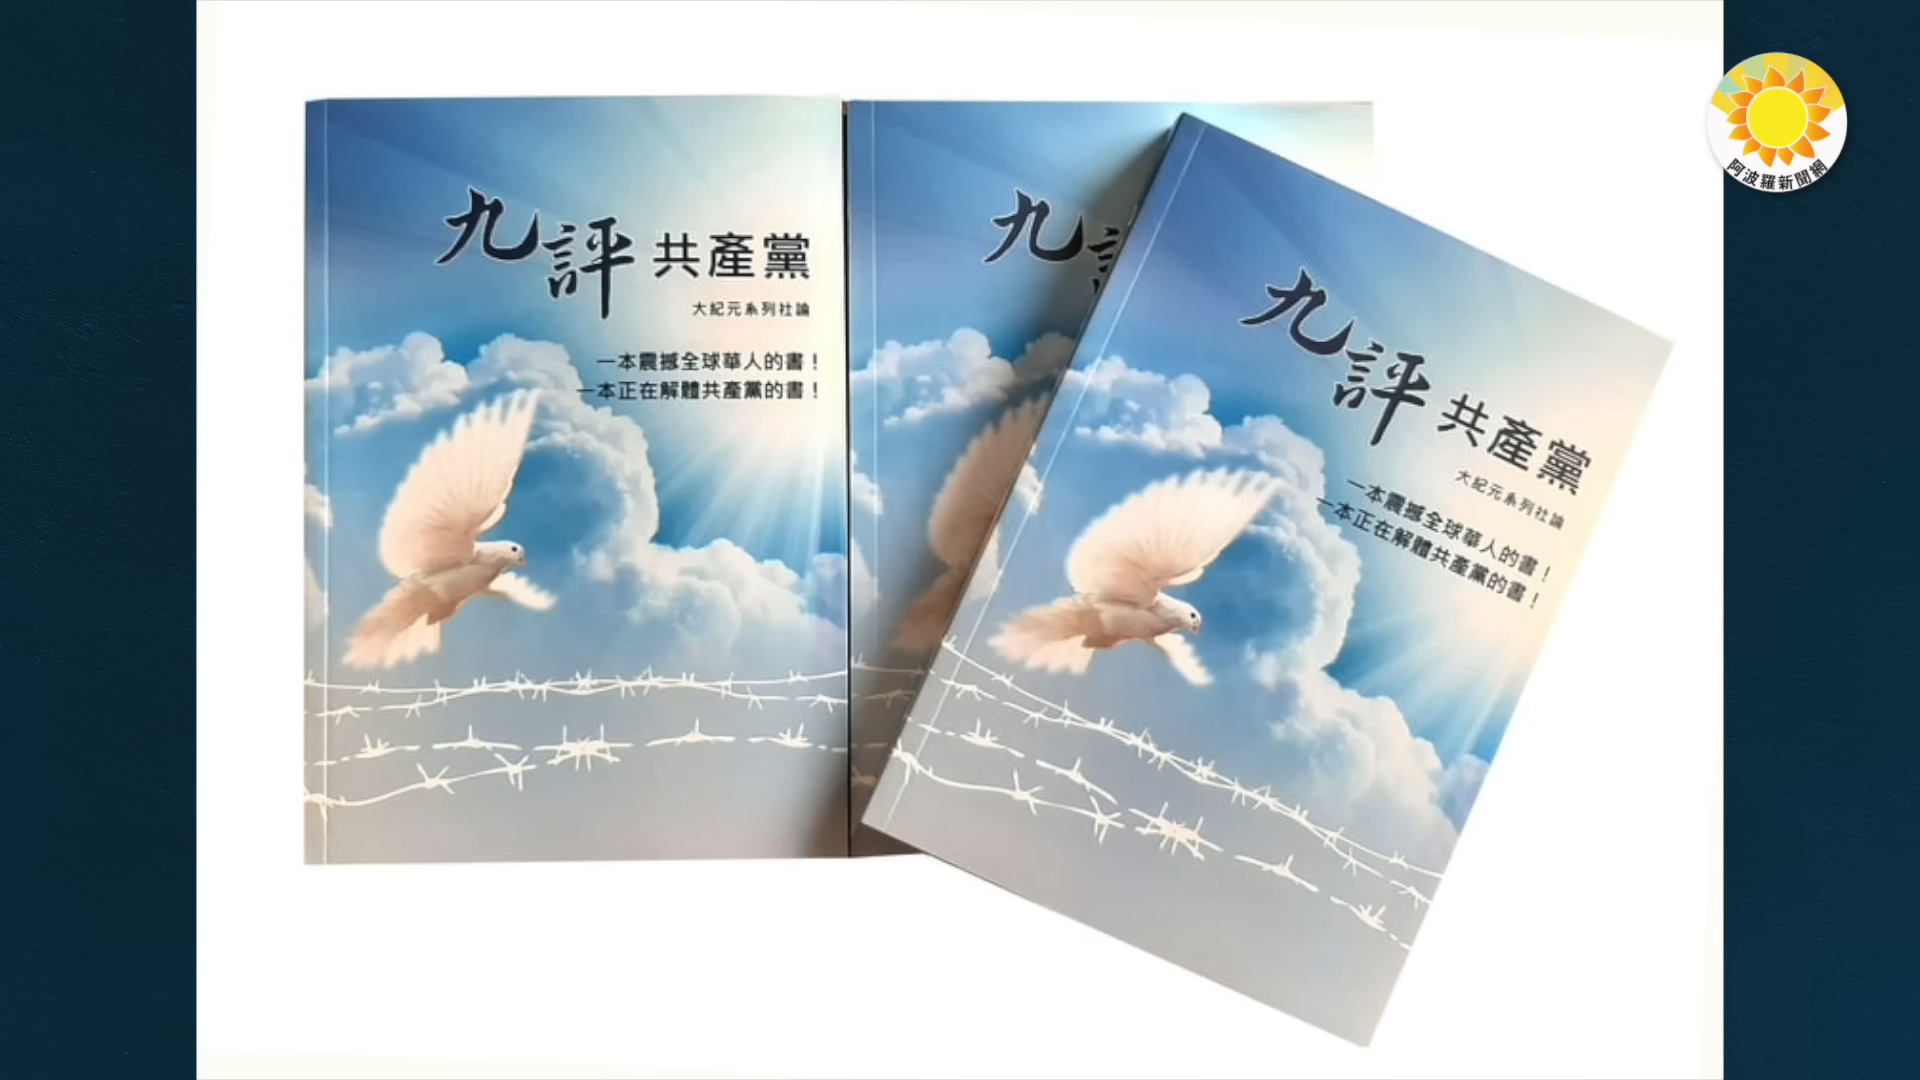 九評 共產黨
大紀元系列社論
一本震撼全球華人的書！
一本正在解體共產黨的書！
九評
九評 共產黨
大紀元系列社論
一本震撼全球華人的書！
一本正在解體共產黨的書！
阿波羅新聞網